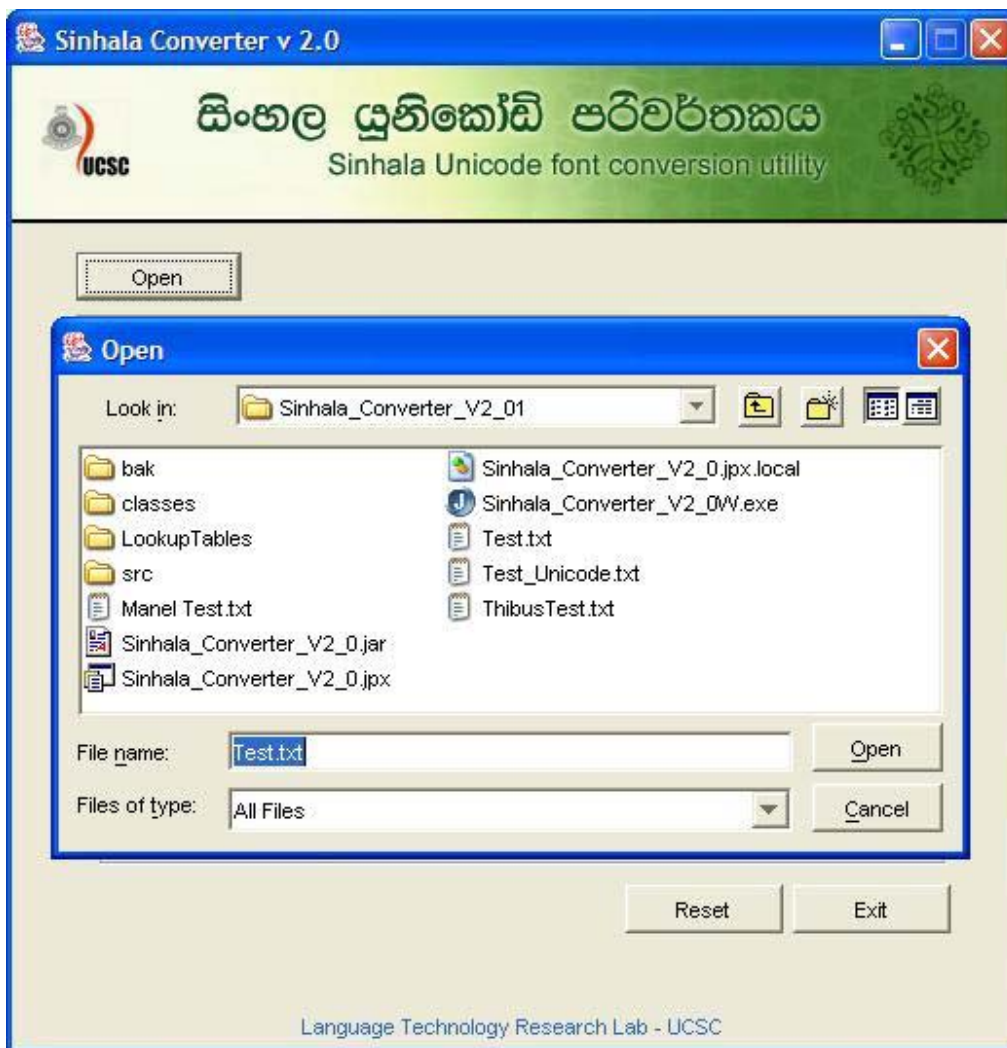 Sinhala Converter v 2.0
සිංහල යුනිකෝඩ් පරිවර්තකය
UCSC
Sinhala Unicode font conversion utility
Open
Open
Look in:
Sinhala_Converter_V2_01
bak
classes
LookupTables
src
Manel Test.txt
Sinhala_Converter_V2_0.jar
Sinhala_Converter_V2_0.jpx
Sinhala_Converter_V2_0.jpx.local
Sinhala_Converter_V2_0W.exe
Test.txt
Test_Unicode.txt
ThibusTest.txt
File name:
Test.txt
Open
Files of type:
All Files
Cancel
Reset
Exit
Language Technology Research Lab - UCSC